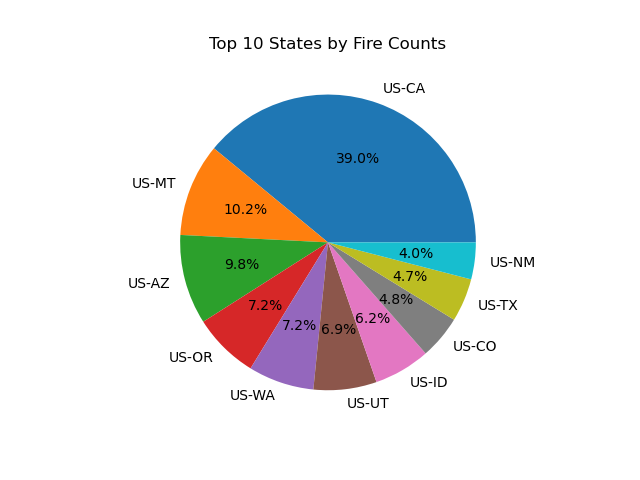 Top 10 States by Fire Counts
US-CA
39.0%
US-MT
10.2%
US-AZ
9.8%
US-OR
7.2%
US-WA
7.2%
US-UT
6.9%
US-ID
6.2%
US-CO
4.8%
US-TX
4.7%
US-NM
4.0%